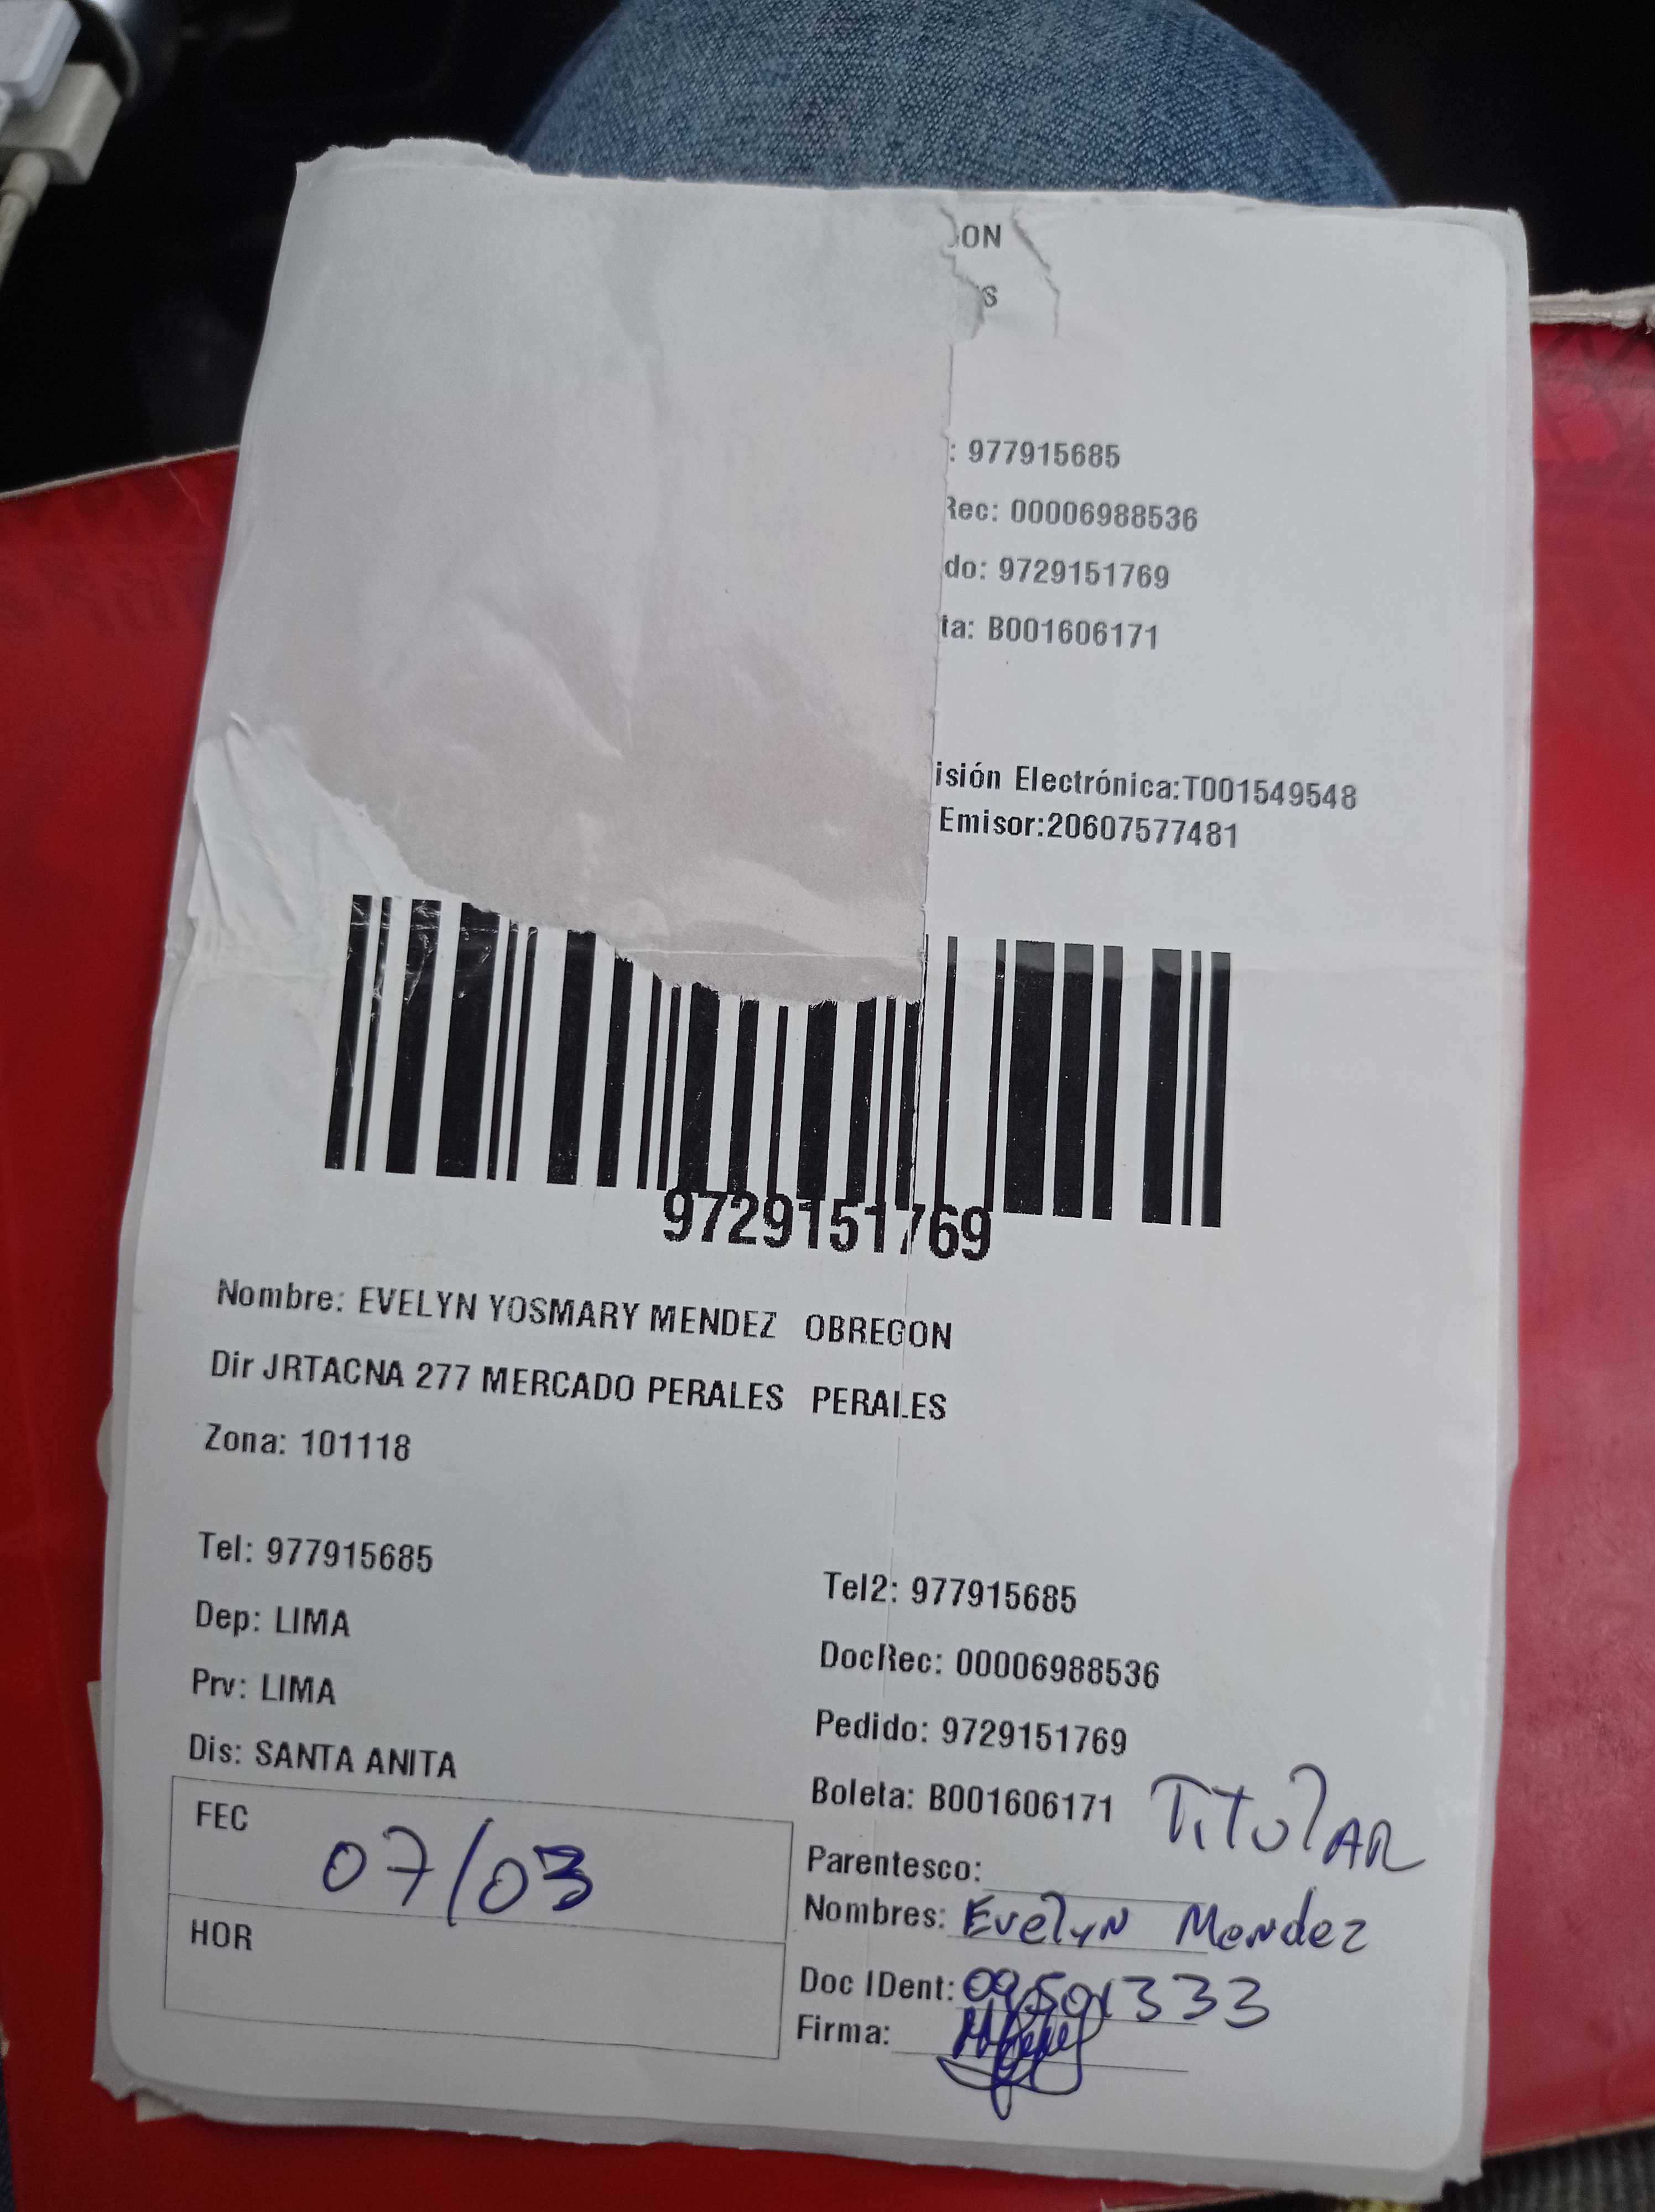 ON
S
: 977915685
Rec: 00006988536
do: 9729151769
ta: B001606171
isión Electrónica:T001549548
Emisor:20607577481
9729151769
Nombre: EVELYN YOSMARY MENDEZ OBREGON
Dir JRTACNA 277 MERCADO PERALES PERALES
Zona: 101118
Tel: 977915685
Tel2: 977915685
Dep: LIMA
DocRec: 00006988536
Prv: LIMA
Pedido: 9729151769
Dis: SANTA ANITA
Boleta: B001606171
TITULAR
FEC 07/03
Parentesco:
Nombres: Evelyn Mendez
HOR
Doc IDent:
Firma: